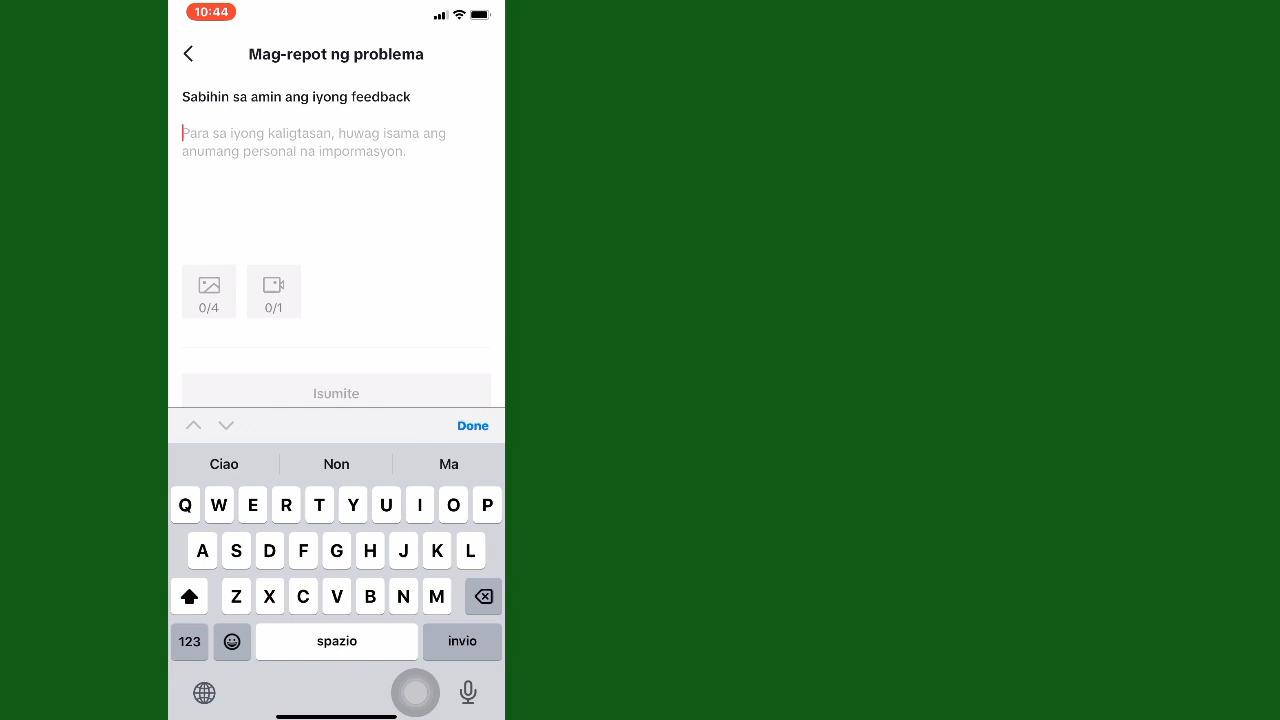 10:44
Mag-repot ng problema
Sabihin sa amin ang iyong feedback
Para sa iyong kaligtasan, huwag isama ang
anumang personal na impormasyon.
0/4 0/1
Isumite
Done
Ciao Non Ma
Q W E R T Y U I O P
A S D F G H J K L
Z X C V B N M
123 spazio invio